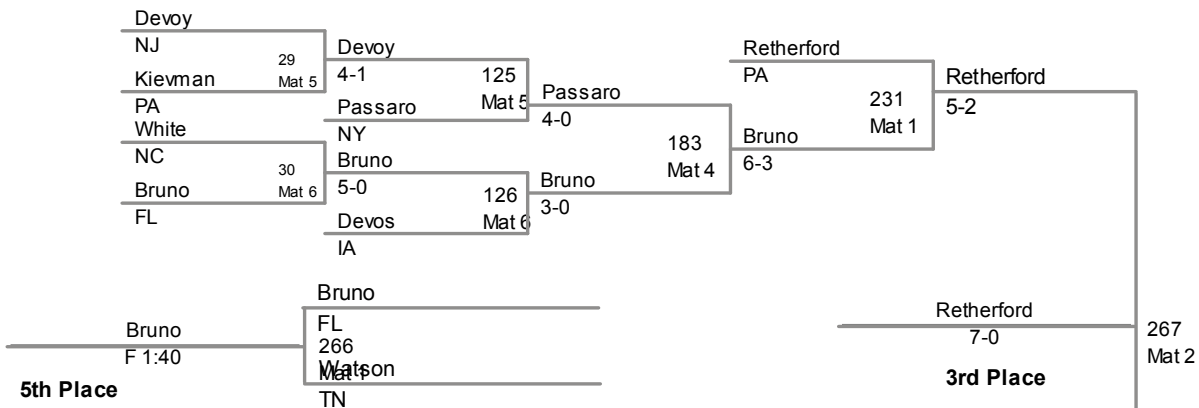 Devoy
NJ
29
Mat 5
Kievman
PA
White
NC
30
Mat 6
Bruno
FL
Devoy
4-1
125
Mat 5
Passaro
NY
Bruno
5-0
126
Mat 6
Devos
IA
Passaro
4-0
183
Mat 4
Bruno
3-0
Retherford
PA
231
Mat 1
Bruno
6-3
Retherford
5-2
Bruno
FL
266
Mat 1
Watson
TN
Bruno
F 1:40
5th Place
Retherford
7-0
3rd Place
267
Mat 2